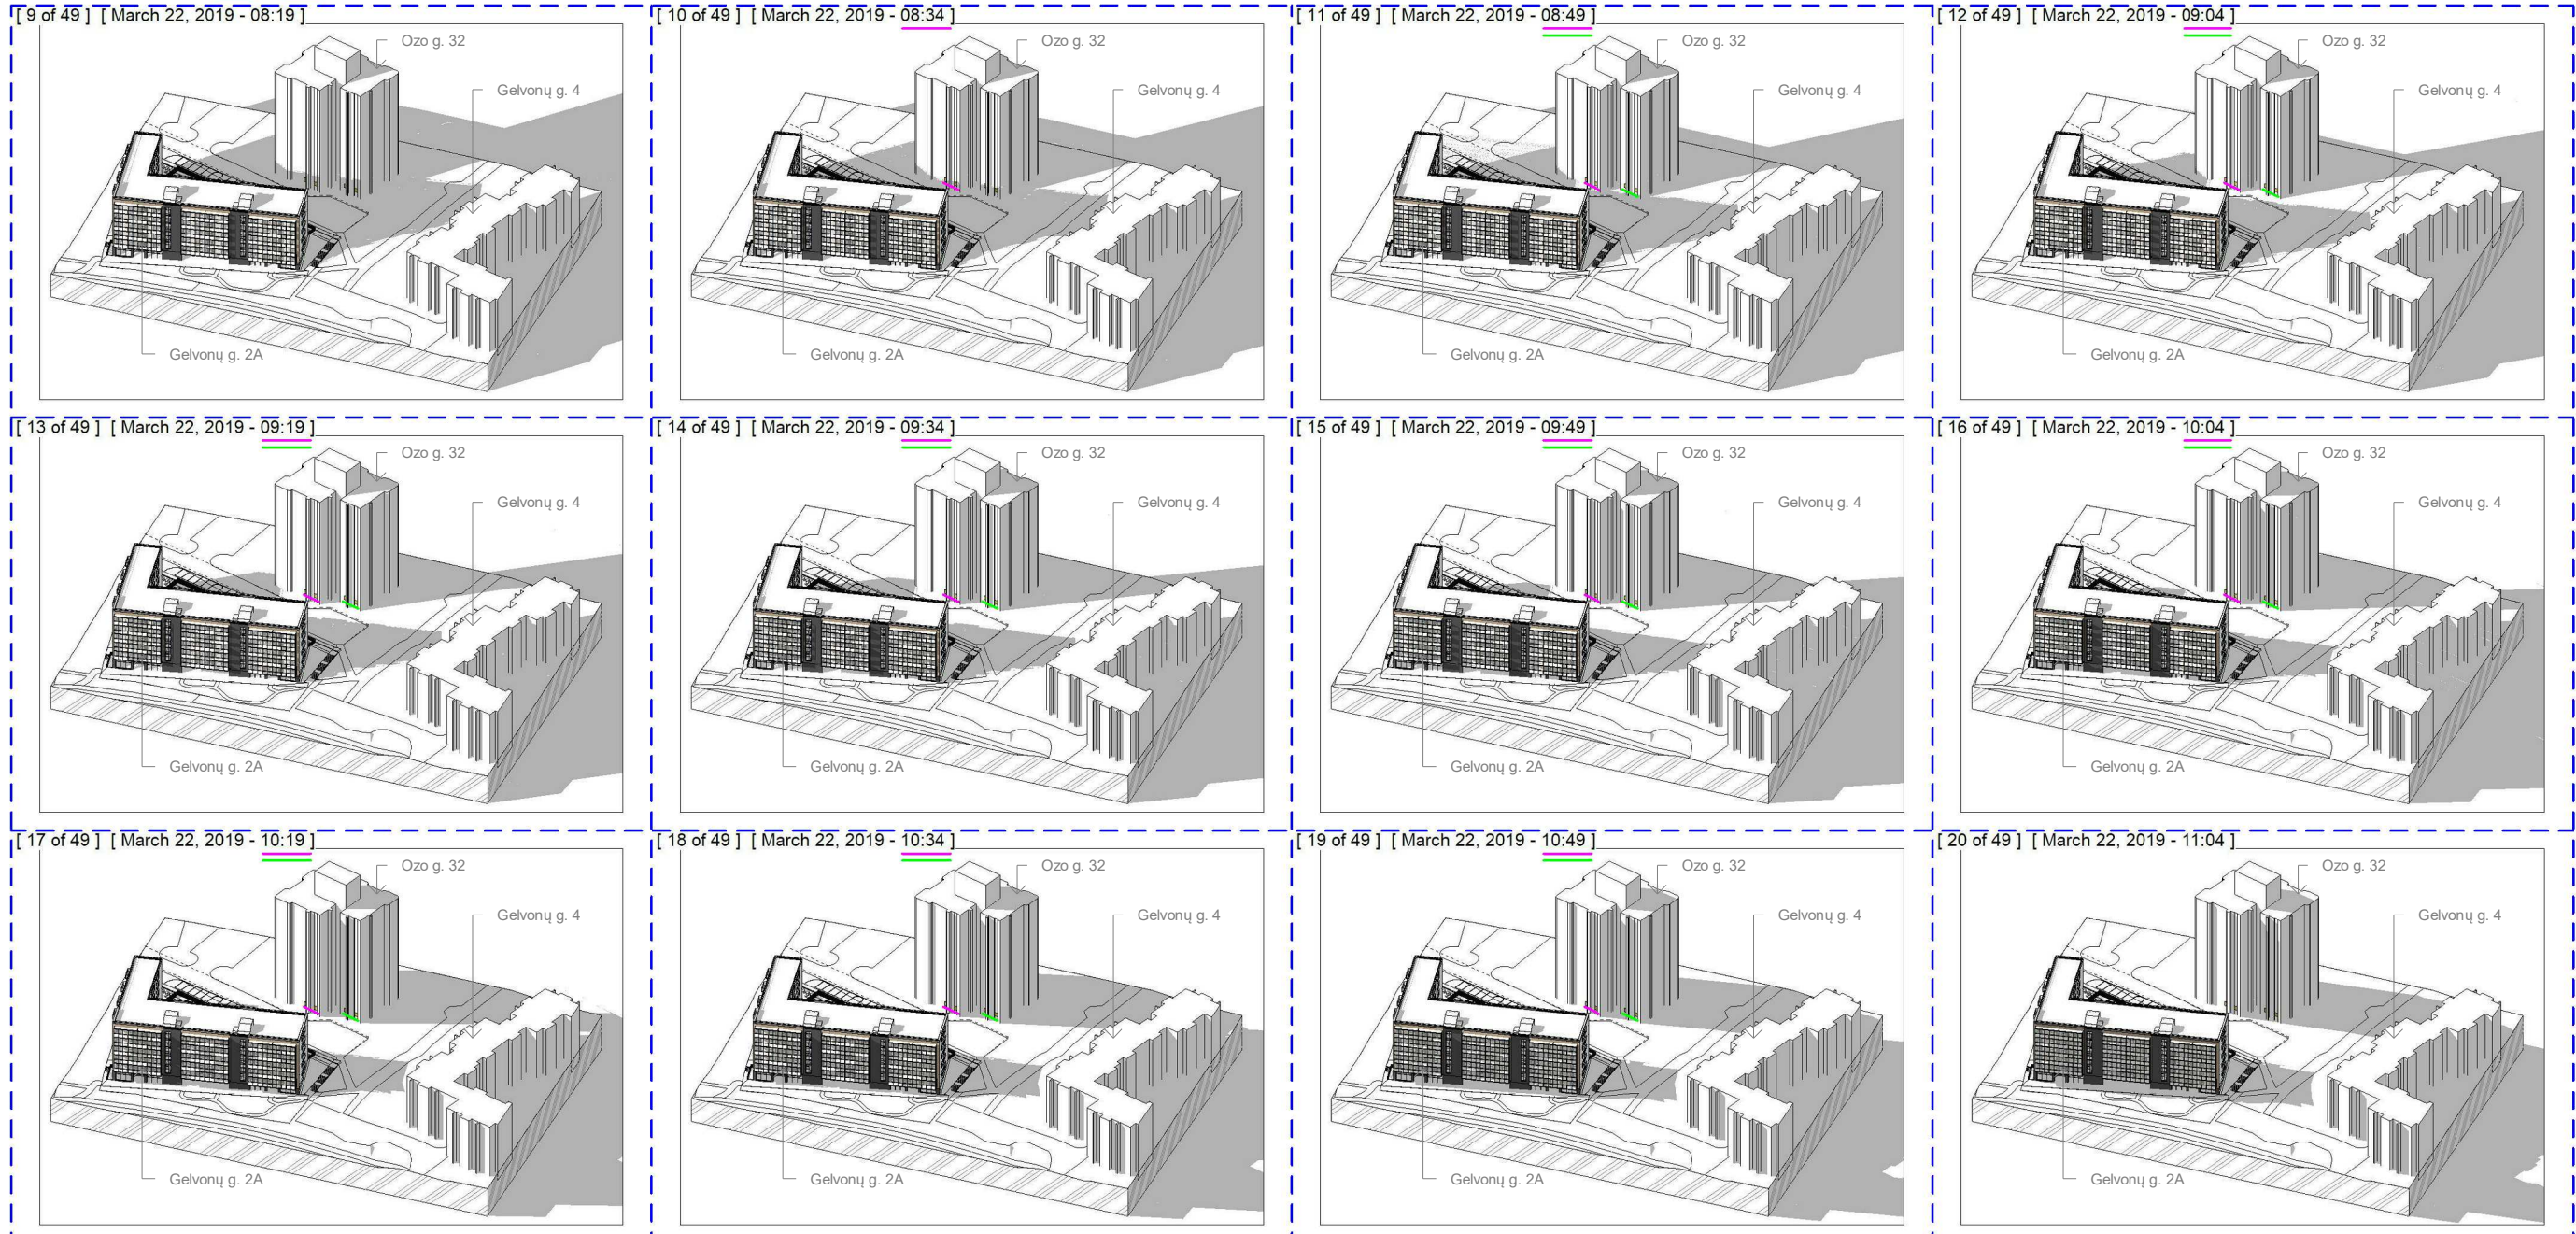 [ 9 of 49 ] [ March 22, 2019 - 08:19 ]
Ozo g. 32
Gelvonų g. 4
Gelvonų g. 2A
[ 10 of 49 ] [ March 22, 2019 - 08:34 ]
Ozo g. 32
Gelvonų g. 4
Gelvonų g. 2A
[ 11 of 49 ] [ March 22, 2019 - 08:49 ]
Ozo g. 32
Gelvonų g. 4
Gelvonų g. 2A
[ 12 of 49 ] [ March 22, 2019 - 09:04 ]
Ozo g. 32
Gelvonų g. 4
Gelvonų g. 2A
[ 13 of 49 ] [ March 22, 2019 - 09:19 ]
Ozo g. 32
Gelvonų g. 4
Gelvonų g. 2A
[ 14 of 49 ] [ March 22, 2019 - 09:34 ]
Ozo g. 32
Gelvonų g. 4
Gelvonų g. 2A
[ 15 of 49 ] [ March 22, 2019 - 09:49 ]
Ozo g. 32
Gelvonų g. 4
Gelvonų g. 2A
[ 16 of 49 ] [ March 22, 2019 - 10:04 ]
Ozo g. 32
Gelvonų g. 4
Gelvonų g. 2A
[ 17 of 49 ] [ March 22, 2019 - 10:19 ]
Ozo g. 32
Gelvonų g. 4
Gelvonų g. 2A
[ 18 of 49 ] [ March 22, 2019 - 10:34 ]
Ozo g. 32
Gelvonų g. 4
Gelvonų g. 2A
[ 19 of 49 ] [ March 22, 2019 - 10:49 ]
Ozo g. 32
Gelvonų g. 4
Gelvonų g. 2A
[ 20 of 49 ] [ March 22, 2019 - 11:04 ]
Ozo g. 32
Gelvonų g. 4
Gelvonų g. 2A